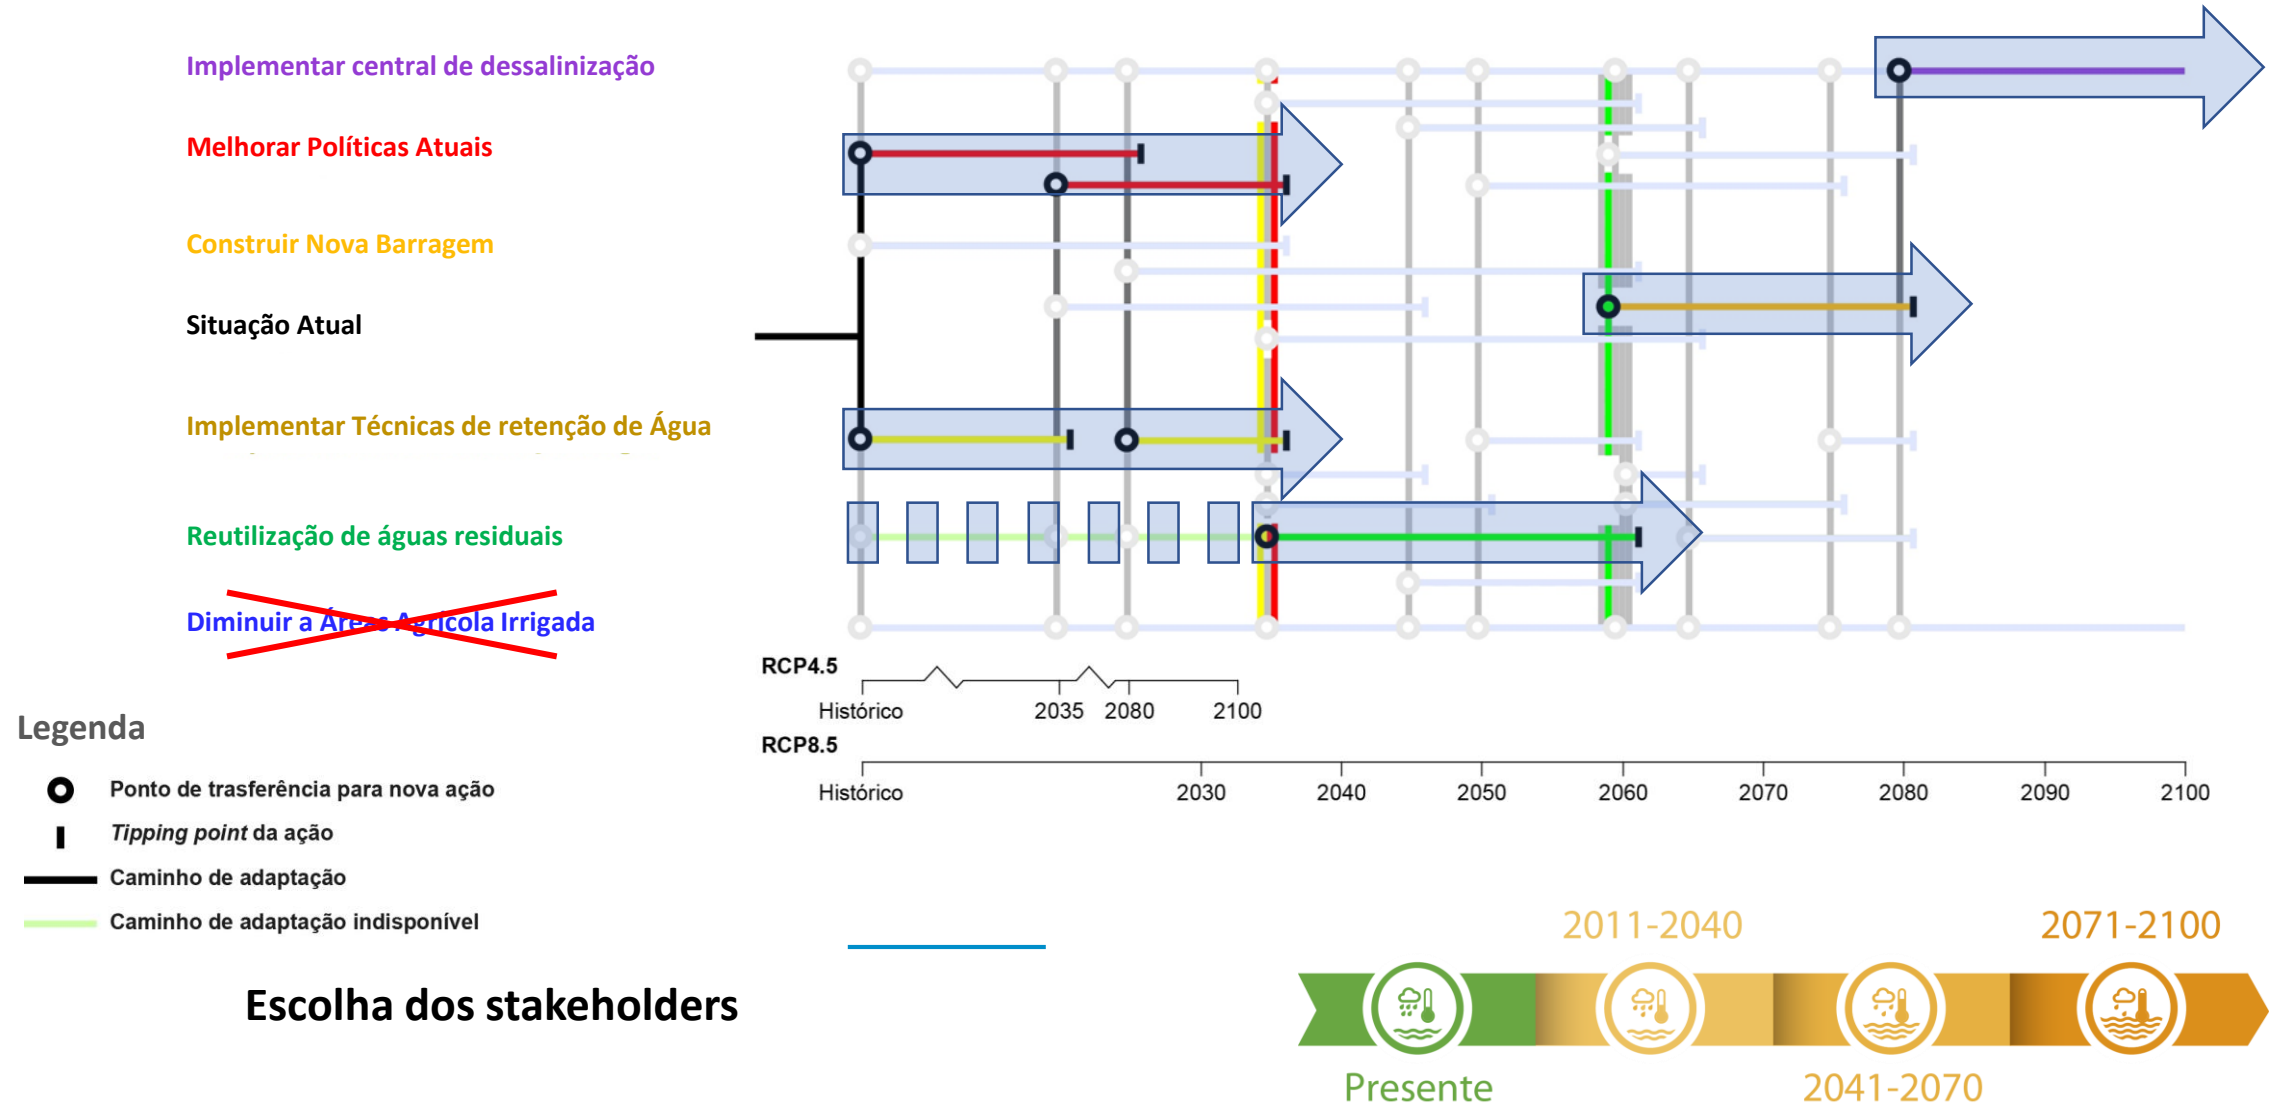 Implementar central de dessalinização
Melhorar Políticas Atuais
Construir Nova Barragem
Situação Atual
Implementar Técnicas de retenção de Água
Reutilização de águas residuais
Diminuir a Áreas Agrícola Irrigada
RCP4.5
Histórico 2035 2080 2100
RCP8.5
Histórico 2030 2040 2050 2060 2070 2080 2090 2100
Legenda
Ponto de trasferência para nova ação
Tipping point da ação
Caminho de adaptação
Caminho de adaptação indisponível
Escolha dos stakeholders
2011-2040 2071-2100
Presente 2041-2070